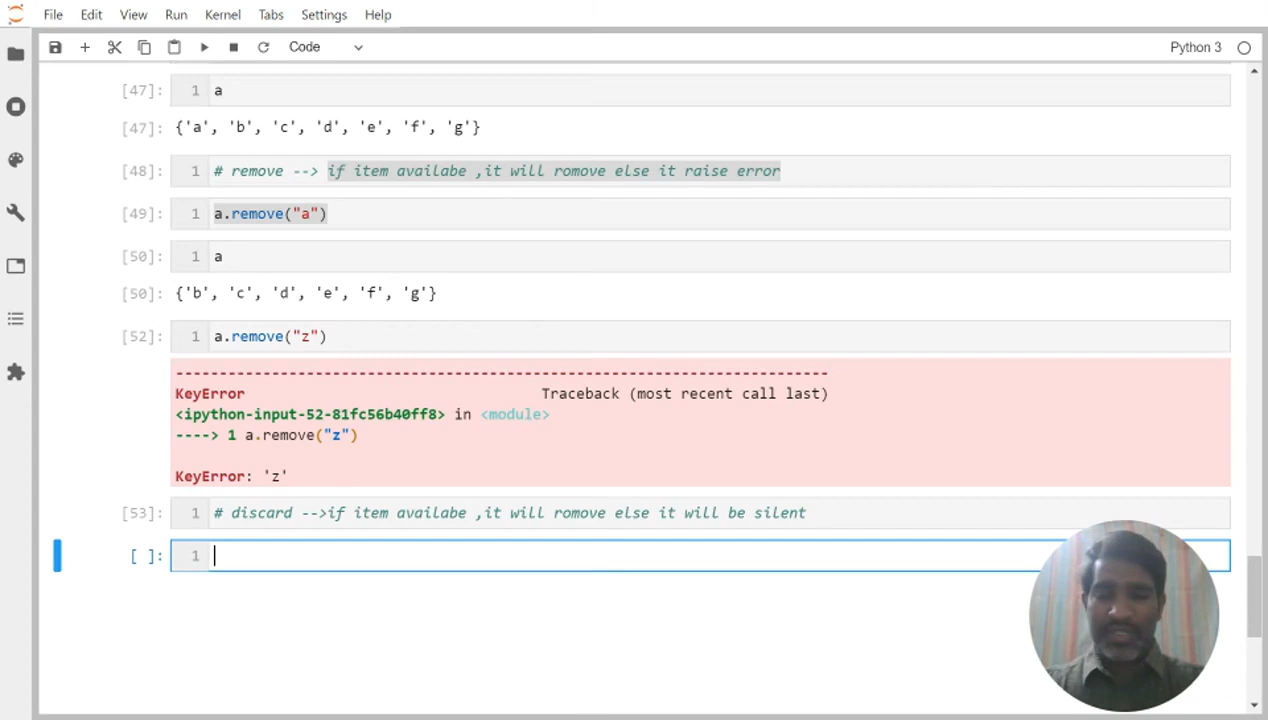 File Edit View Run Kernel Tabs Settings Help
Code Python 3
[47]: 1 a
[47]: {'a', 'b', 'c', 'd', 'e', 'f', 'g'}
[48]: 1 # remove --> if item availabe ,it will romove else it raise error
[49]: 1 a.remove("a")
[50]: 1 a
[50]: {'b', 'c', 'd', 'e', 'f', 'g'}
[52]: 1 a.remove("z")
---------------------------------------------------------------------------
KeyError Traceback (most recent call last)
<ipython-input-52-81fc56b40ff8> in <module>
----> 1 a.remove("z")
KeyError: 'z'
[53]: 1 # discard -->if item availabe ,it will romove else it will be silent
[ ]: 1